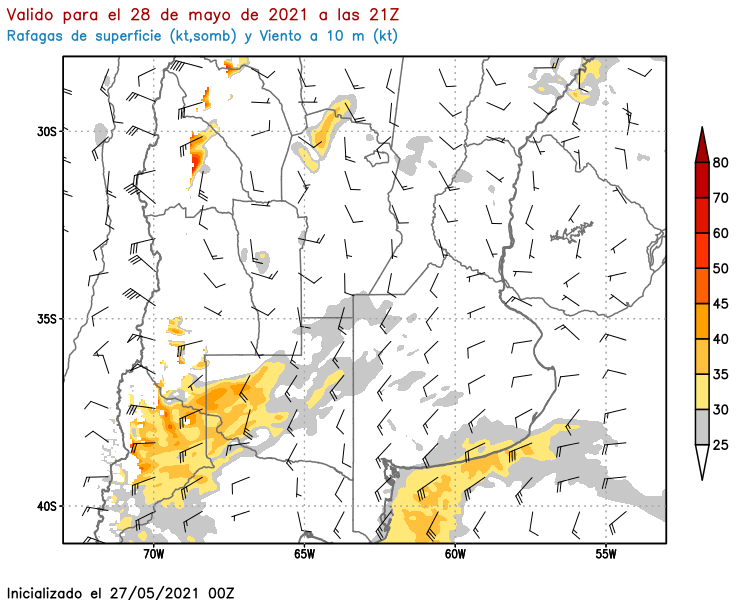 Valido para el 28 de mayo de 2021 a las 21Z
Rafagas de superficie (kt,somb) y Viento a 10 m (kt)
30S
35S
40S
70W
65W
60W
55W
80
70
60
50
45
40
35
30
25
Inicializado el 27/05/2021 00Z